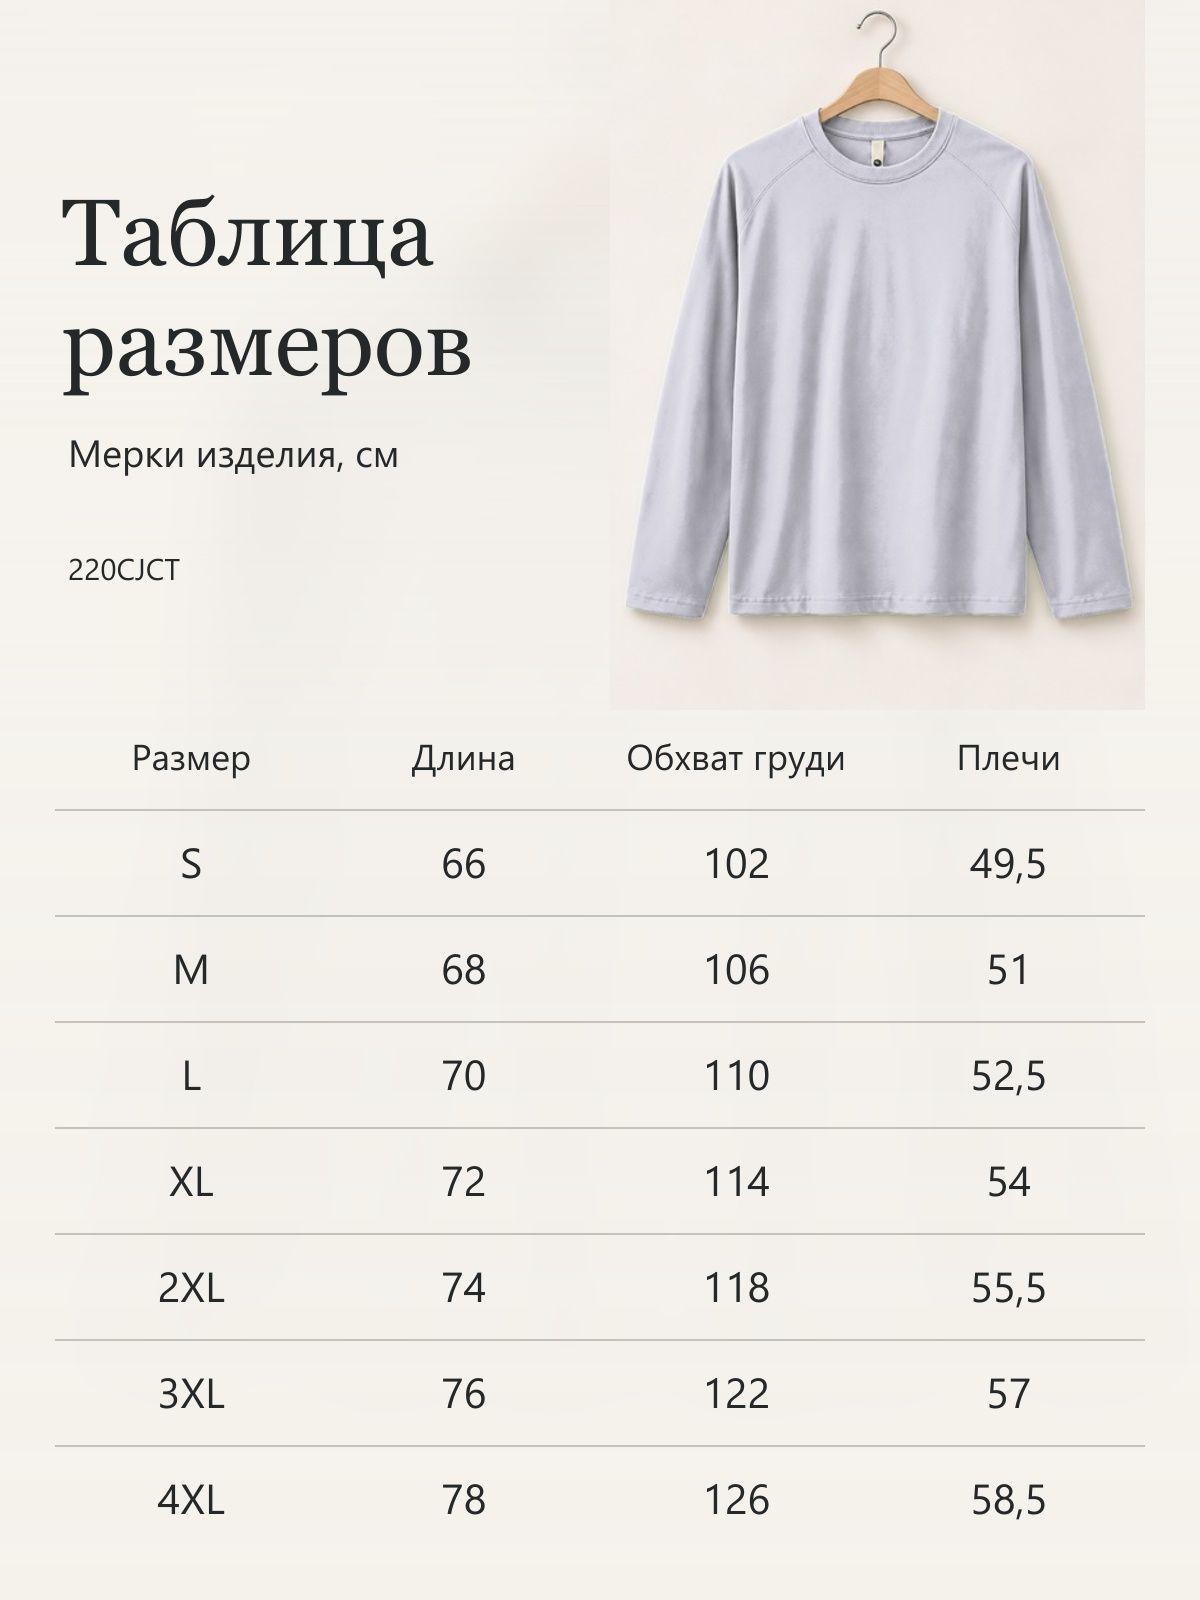 Таблица
размеров
Мерки изделия, см
220CJCT
Размер Длина Обхват груди Плечи
S 66 102 49,5
M 68 106 51
L 70 110 52,5
XL 72 114 54
2XL 74 118 55,5
3XL 76 122 57
4XL 78 126 58,5